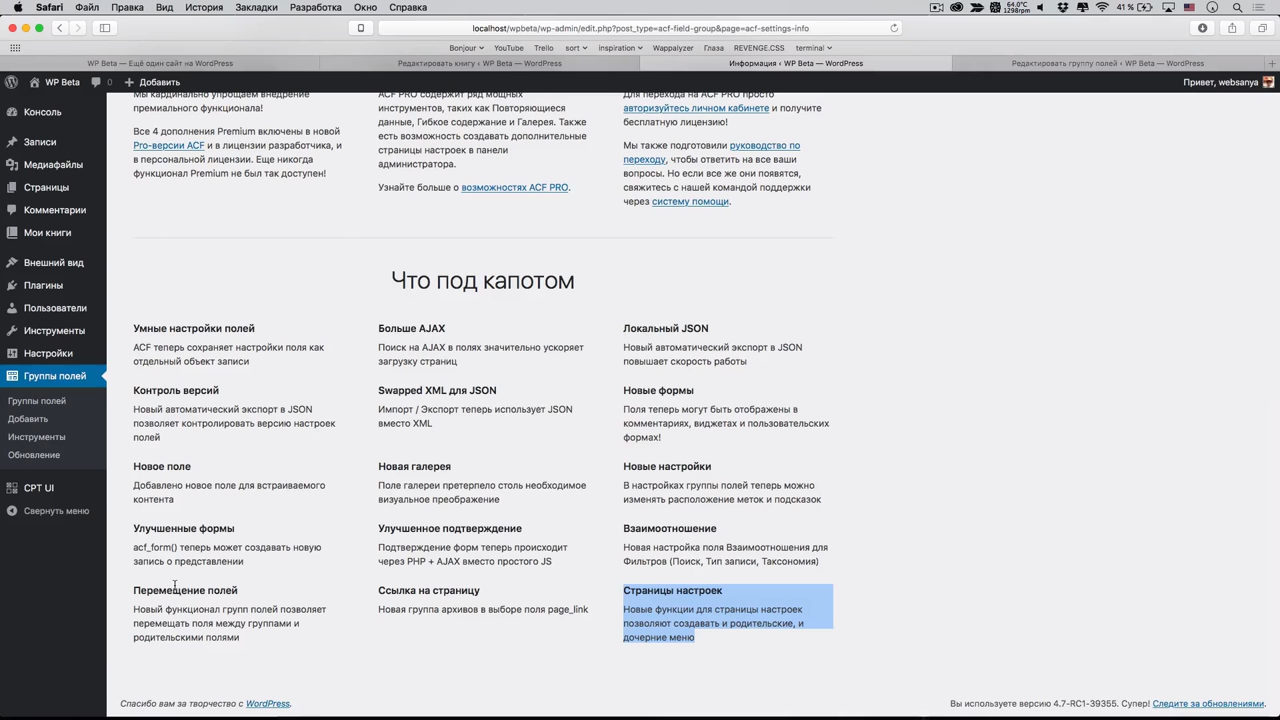 Safari Файл Правка Вид История Закладки Разработка Окно Справка
64.0°C 1298rpm 41 %
localhost/wpbeta/wp-admin/edit.php?post_type=acf-field-group&page=acf-settings-info
Bonjour YouTube Trello sort inspiration Wappalyzer Глаза REVENGE.CSS terminal
WP Beta — Ещё один сайт на WordPress
Редактировать книгу ‹ WP Beta — WordPress
Информация ‹ WP Beta — WordPress
Редактировать группу полей ‹ WP Beta — WordPress
WP Beta 0 Добавить
Привет, websanya
Консоль
Записи
Медиафайлы
Страницы
Комментарии
Мои книги
Внешний вид
Плагины
Пользователи
Инструменты
Настройки
Группы полей
Группы полей
Добавить
Инструменты
Обновление
CPT UI
Свернуть меню
Мы кардинально упрощаем внедрение
премиального функционала!
Все 4 дополнения Premium включены в новой
Pro-версии ACF и в лицензии разработчика, и
в персональной лицензии. Еще никогда
функционал Premium не был так доступен!
ACF PRO содержит ряд мощных
инструментов, таких как Повторяющиеся
данные, Гибкое содержание и Галерея. Также
есть возможность создавать дополнительные
страницы настроек в панели
администратора.
Узнайте больше о возможностях ACF PRO.
Для перехода на ACF PRO просто
авторизуйтесь личном кабинете и получите
бесплатную лицензию!
Мы также подготовили руководство по
переходу, чтобы ответить на все ваши
вопросы. Но если все же они появятся,
свяжитесь с нашей командой поддержки
через систему помощи.
Что под капотом
Умные настройки полей
ACF теперь сохраняет настройки поля как
отдельный объект записи
Больше AJAX
Поиск на AJAX в полях значительно ускоряет
загрузку страниц
Локальный JSON
Новый автоматический экспорт в JSON
повышает скорость работы
Контроль версий
Новый автоматический экспорт в JSON
позволяет контролировать версию настроек
полей
Swapped XML для JSON
Импорт / Экспорт теперь использует JSON
вместо XML
Новые формы
Поля теперь могут быть отображены в
комментариях, виджетах и пользовательских
формах!
Новое поле
Добавлено новое поле для встраиваемого
контента
Новая галерея
Поле галереи претерпело столь необходимое
визуальное преображение
Новые настройки
В настройках группы полей теперь можно
изменять расположение меток и подсказок
Улучшенные формы
acf_form() теперь может создавать новую
запись о представлении
Улучшенное подтверждение
Подтверждение форм теперь происходит
через PHP + AJAX вместо простого JS
Взаимоотношение
Новая настройка поля Взаимоотношения для
Фильтров (Поиск, Тип записи, Таксономия)
Перемещение полей
Новый функционал групп полей позволяет
перемещать поля между группами и
родительскими полями
Ссылка на страницу
Новая группа архивов в выборе поля page_link
Страницы настроек
Новые функции для страницы настроек
позволяют создавать и родительские, и
дочерние меню
Спасибо вам за творчество с WordPress.
Вы используете версию 4.7-RC1-39355. Супер! Следите за обновлениями.